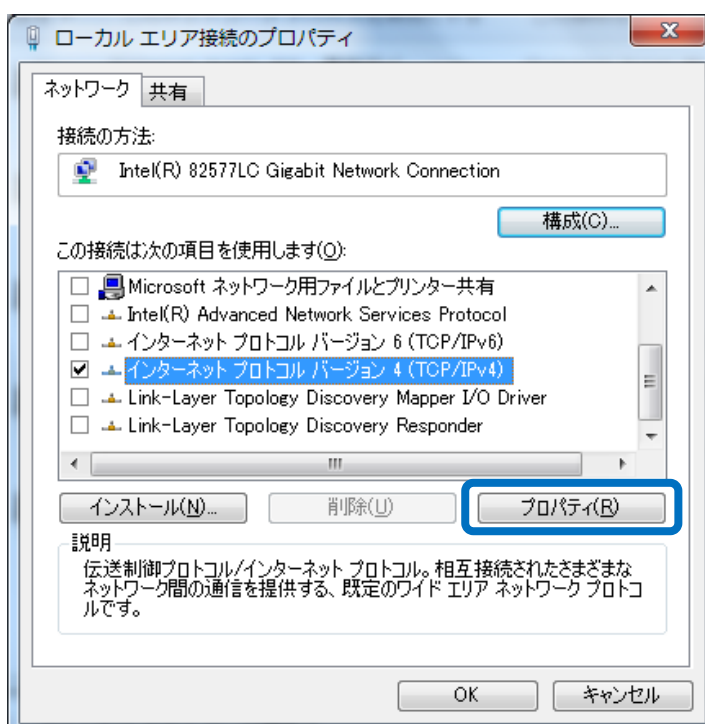 ローカル エリア接続のプロパティ
ネットワーク 共有
接続の方法:
Intel(R) 82577LC Gigabit Network Connection
構成(C)...
この接続は次の項目を使用します(O):
Microsoft ネットワーク用ファイルとプリンター共有
Intel(R) Advanced Network Services Protocol
インターネット プロトコル バージョン 6 (TCP/IPv6)
インターネット プロトコル バージョン 4 (TCP/IPv4)
Link-Layer Topology Discovery Mapper I/O Driver
Link-Layer Topology Discovery Responder
インストール(N)... 削除(U) プロパティ(R)
説明
伝送制御プロトコル/インターネット プロトコル。相互接続されたさまざまな
ネットワーク間の通信を提供する、既定のワイド エリア ネットワーク プロトコ
ルです。
OK キャンセル